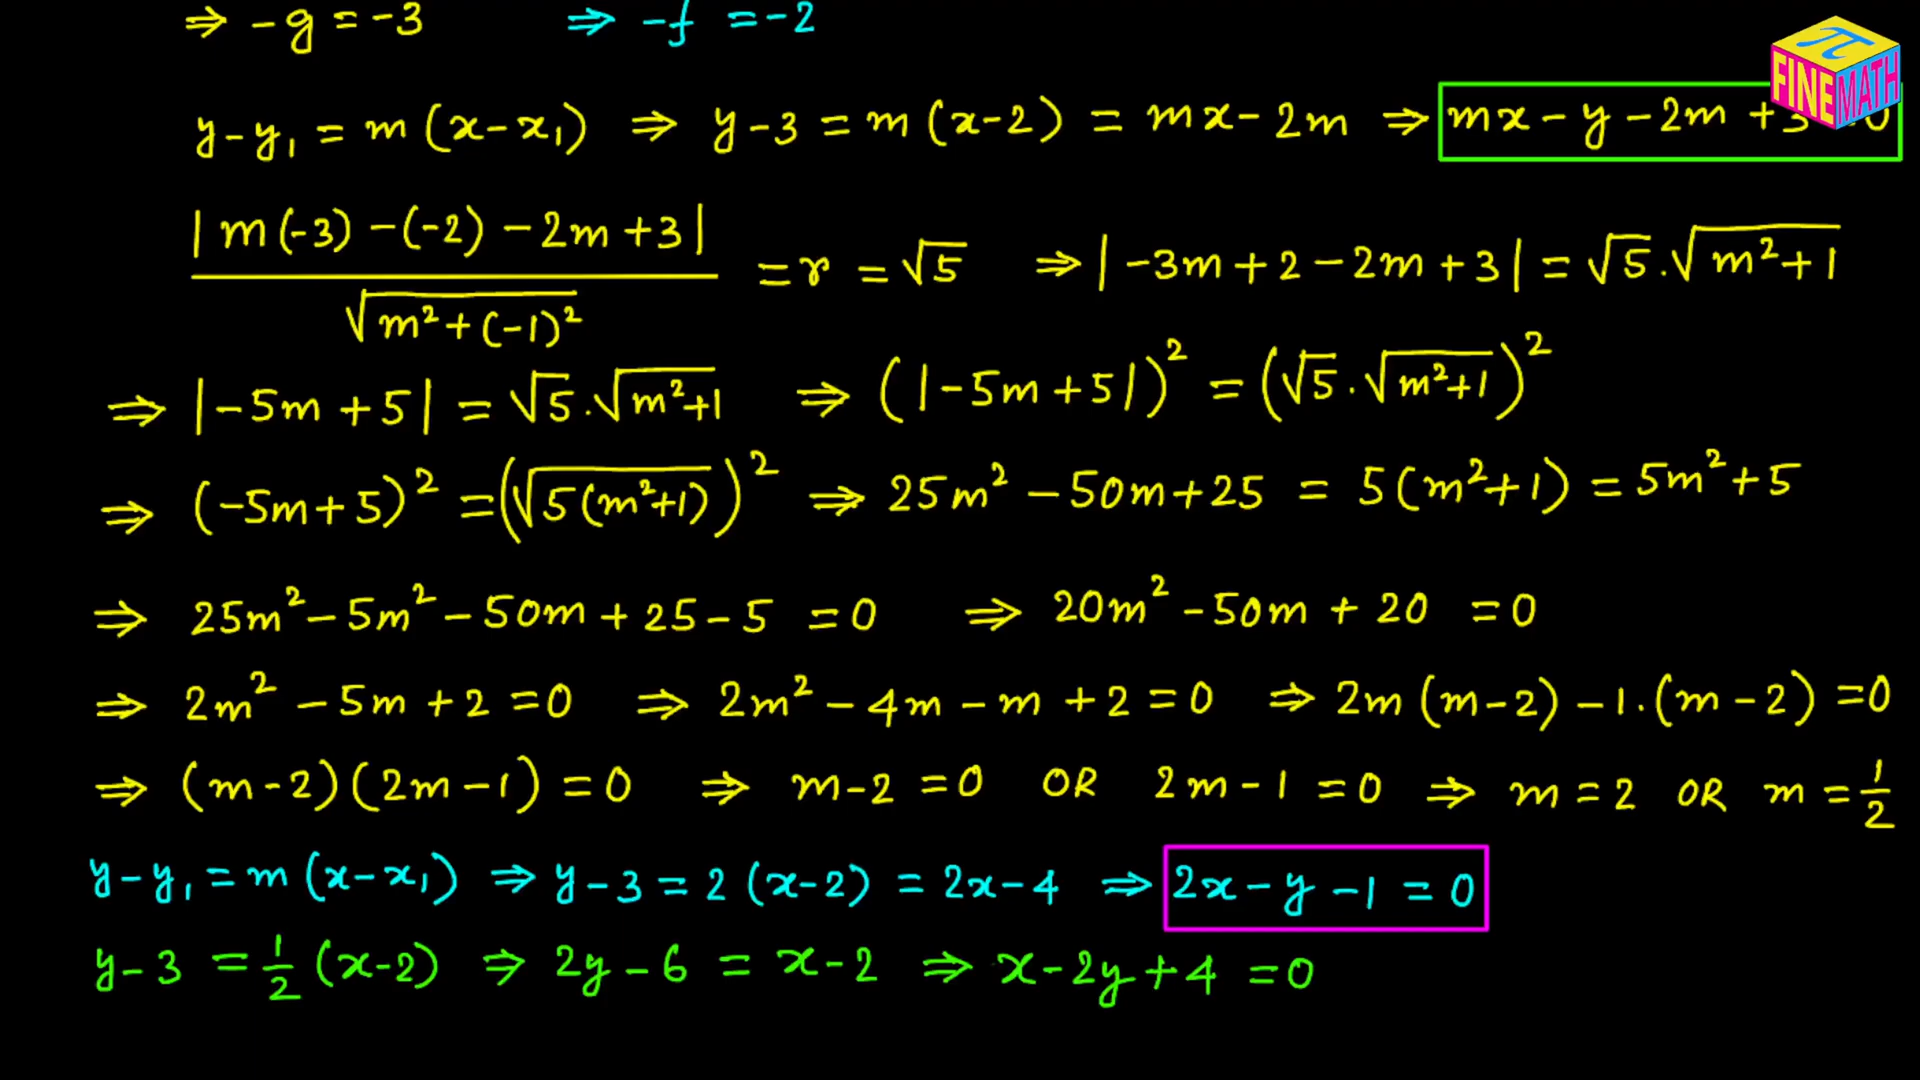 ⇒ -g = -3 ⇒ -f = -2
π
FINE MATH
y - y₁ = m(x - x₁) ⇒ y - 3 = m(x - 2) = mx - 2m ⇒ mx - y - 2m + 3 0
|m(-3) - (-2) - 2m + 3| / √(m² + (-1)²) = r = √5 ⇒ |-3m + 2 - 2m + 3| = √5 . √(m² + 1)
⇒ |-5m + 5| = √5 . √(m² + 1) ⇒ (|-5m + 5|)² = (√5 . √(m² + 1))²
⇒ (-5m + 5)² = (√(5(m² + 1)))² ⇒ 25m² - 50m + 25 = 5(m² + 1) = 5m² + 5
⇒ 25m² - 5m² - 50m + 25 - 5 = 0 ⇒ 20m² - 50m + 20 = 0
⇒ 2m² - 5m + 2 = 0 ⇒ 2m² - 4m - m + 2 = 0 ⇒ 2m(m - 2) - 1.(m - 2) = 0
⇒ (m - 2)(2m - 1) = 0 ⇒ m - 2 = 0 OR 2m - 1 = 0 ⇒ m = 2 OR m = 1/2
y - y₁ = m(x - x₁) ⇒ y - 3 = 2(x - 2) = 2x - 4 ⇒ 2x - y - 1 = 0
y - 3 = 1/2 (x - 2) ⇒ 2y - 6 = x - 2 ⇒ x - 2y + 4 = 0